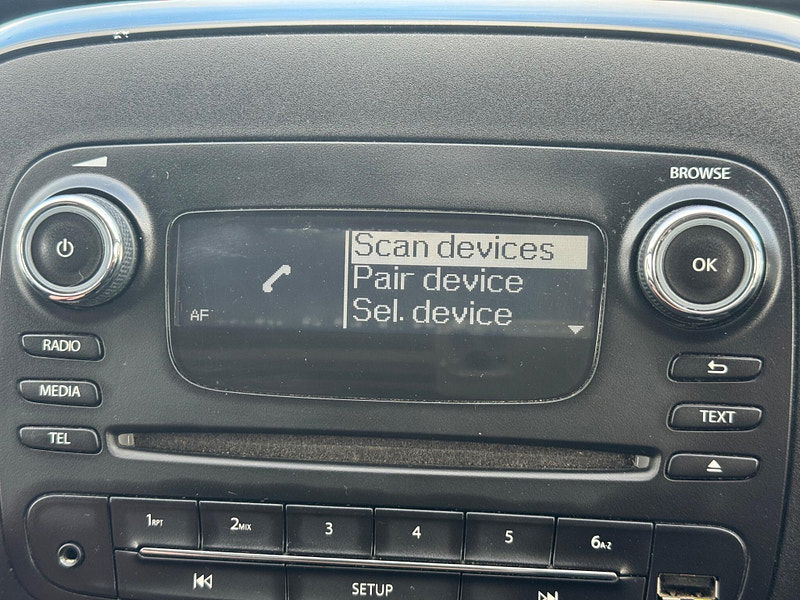 BROWSE
Scan devices
Pair device
Sel. device
AF
OK
RADIO
MEDIA
TEL
TEXT
1RPT
2MIX
3
4
5
6A-Z
SETUP